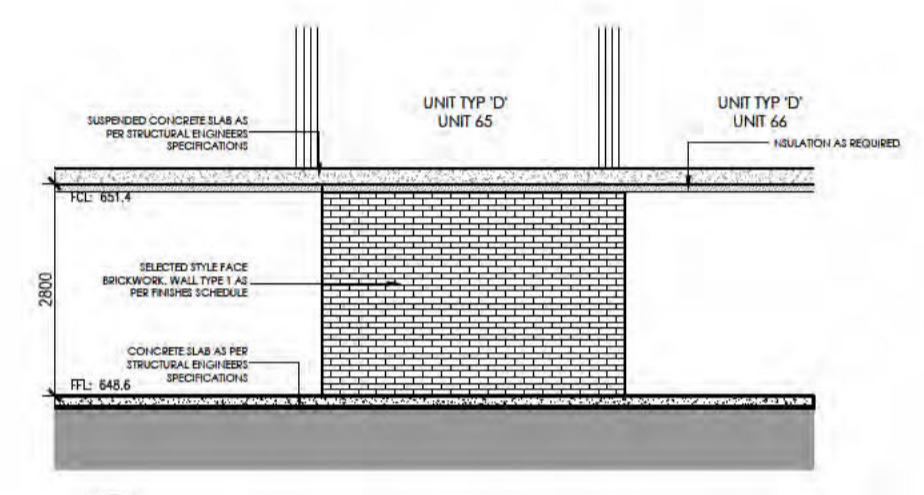 UNIT TYP 'D'
UNIT 65
UNIT TYP 'D'
UNIT 66
SUSPENDED CONCRETE SLAB AS
PER STRUCTURAL ENGINEERS
SPECIFICATIONS
NSULATION AS REQUIRED
FCL: 651.4
SELECTED STYLE FACE
BRICKWORK. WALL TYPE 1 AS
PER FINISHES SCHEDULE
2800
CONCRETE SLAB AS PER
STRUCTURAL ENGINEERS
SPECIFICATIONS
FFL: 648.6